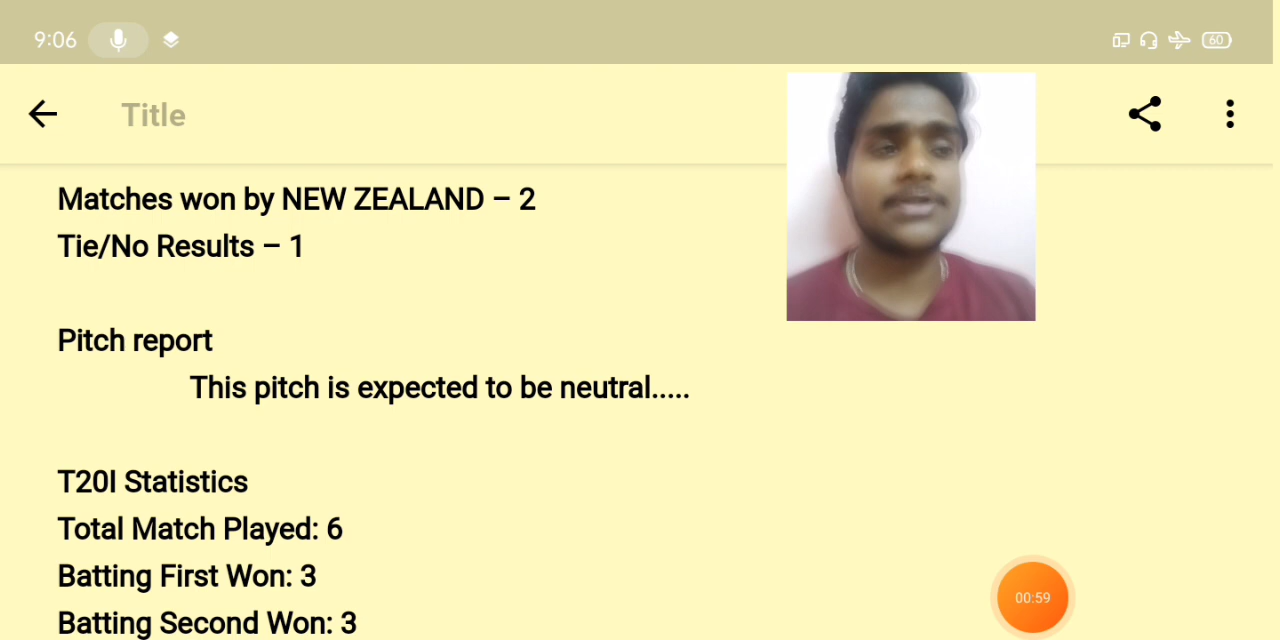 9:06
60
Title
Matches won by NEW ZEALAND – 2
Tie/No Results – 1
Pitch report
This pitch is expected to be neutral.....
T20I Statistics
Total Match Played: 6
Batting First Won: 3
Batting Second Won: 3
00:59